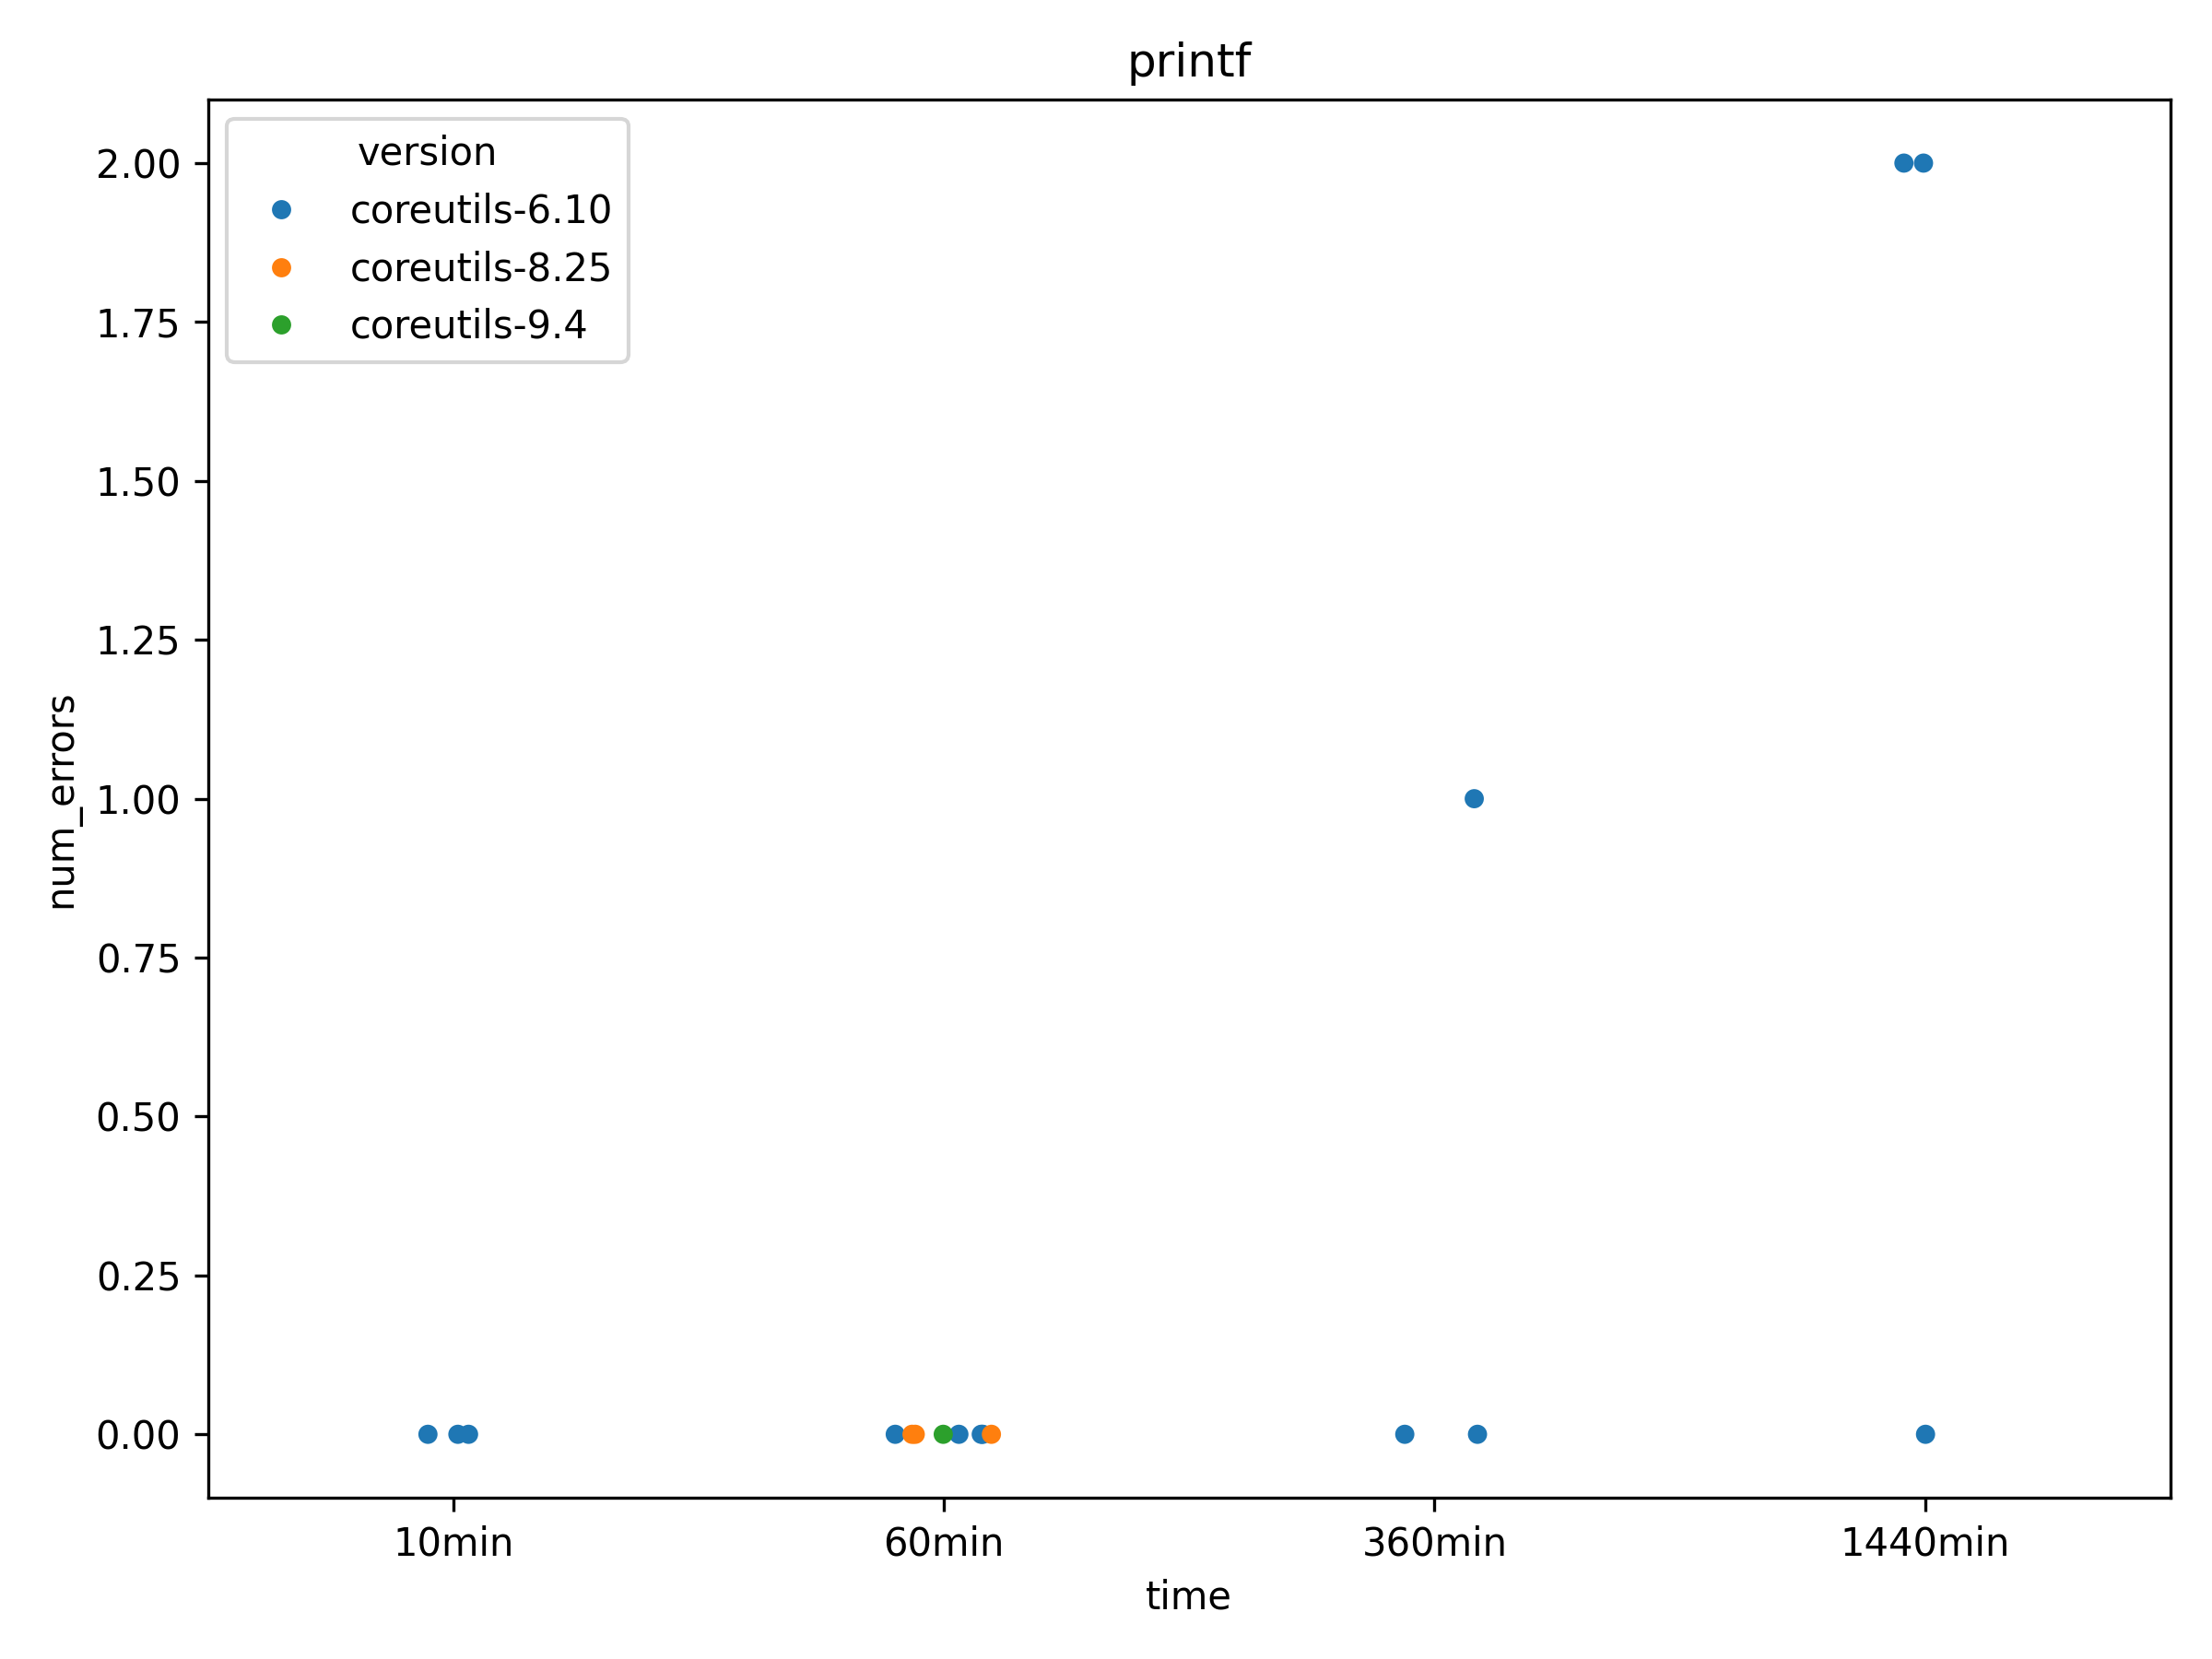 printf
version
coreutils-6.10
coreutils-8.25
coreutils-9.4
2.00
1.75
1.50
1.25
1.00
0.75
0.50
0.25
0.00
num_errors
10min
60min
360min
1440min
time